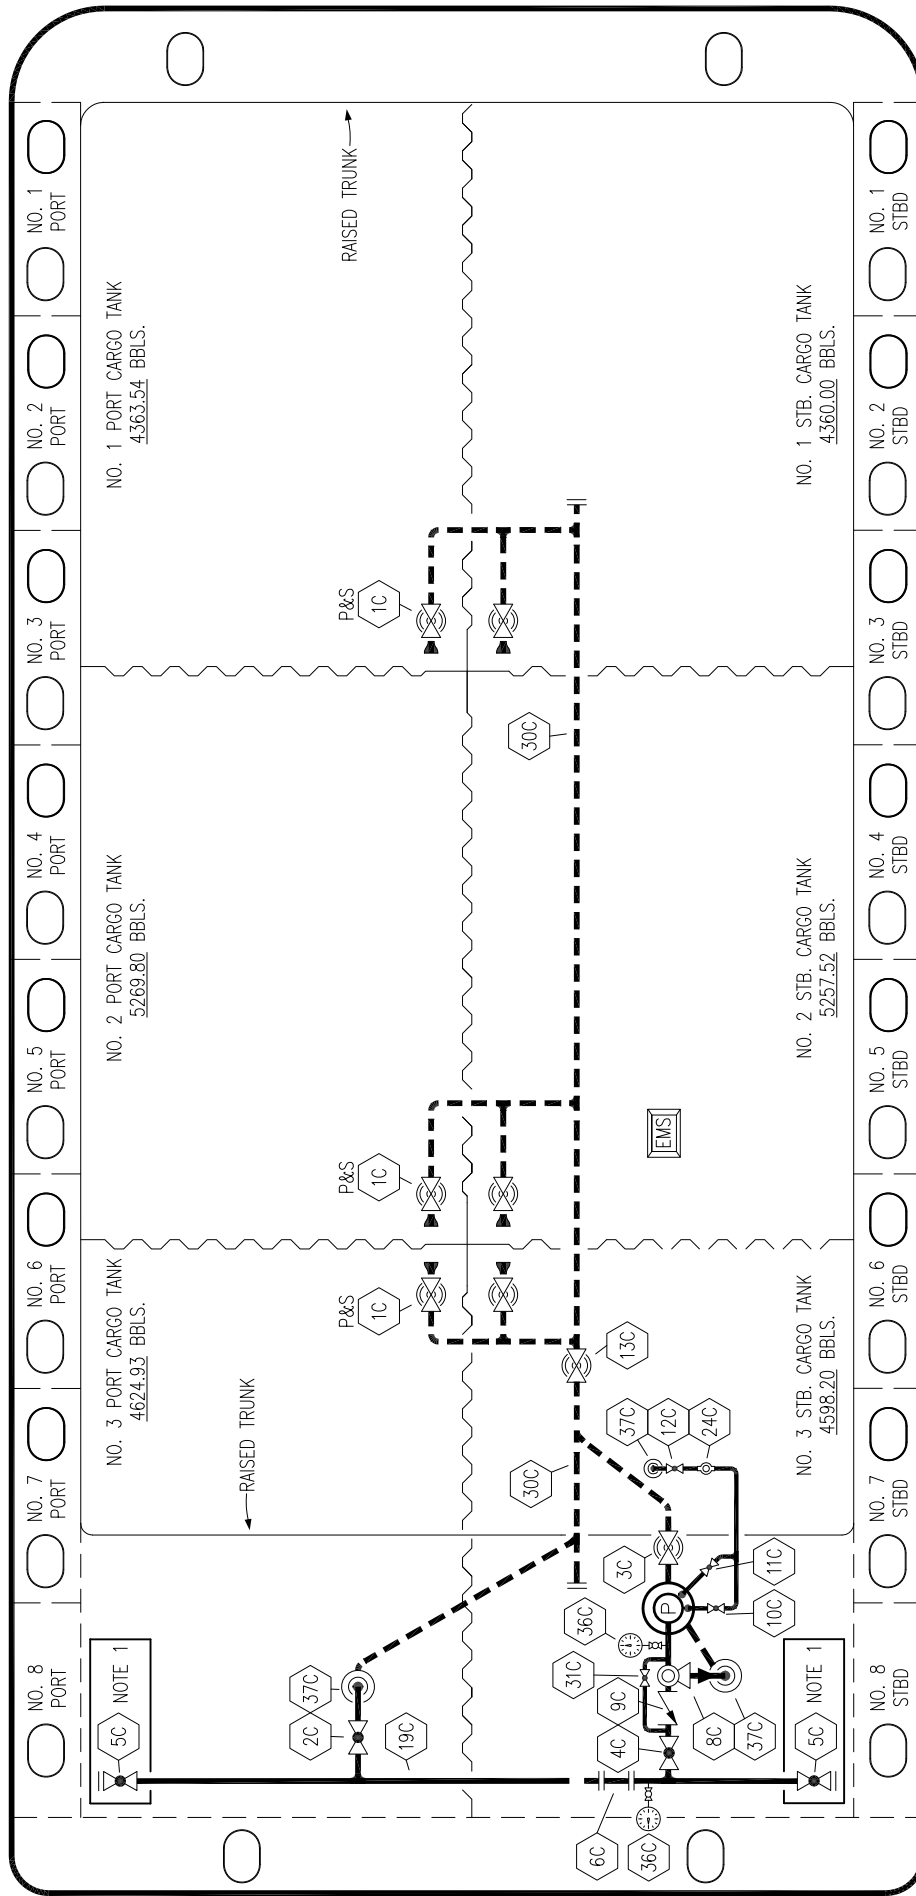 NO. 1
PORT
NO. 2
PORT
NO. 3
PORT
NO. 4
PORT
NO. 5
PORT
NO. 6
PORT
NO. 7
PORT
NO. 8
PORT
RAISED TRUNK
NO. 1 PORT CARGO TANK
4363.54 BBLS.
P&S
1C
NO. 2 PORT CARGO TANK
5269.80 BBLS.
P&S
1C
NO. 3 PORT CARGO TANK
4624.93 BBLS.
P&S
1C
RAISED TRUNK
NOTE 1
5C
37C
2C
19C
30C
30C
13C
EMS
37C
12C
24C
3C
P
11C
10C
36C
31C
9C
4C
8C
37C
6C
36C
NOTE 1
5C
NO. 1 STB. CARGO TANK
4360.00 BBLS.
NO. 2 STB. CARGO TANK
5257.52 BBLS.
NO. 3 STB. CARGO TANK
4598.20 BBLS.
NO. 1
STBD
NO. 2
STBD
NO. 3
STBD
NO. 4
STBD
NO. 5
STBD
NO. 6
STBD
NO. 7
STBD
NO. 8
STBD